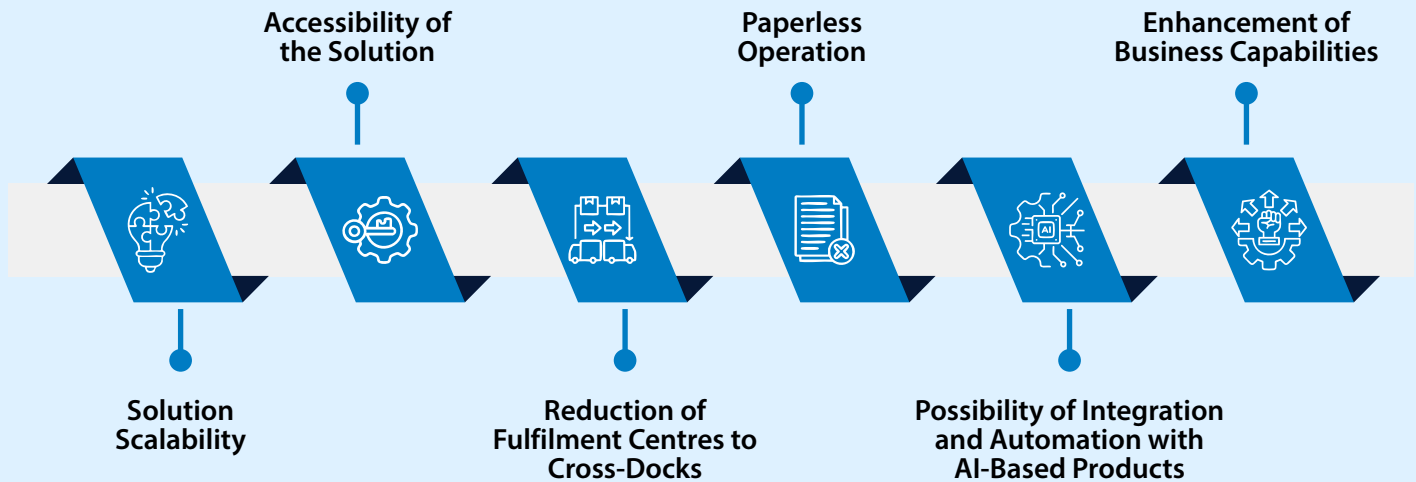 Accessibility of
the Solution
Paperless
Operation
Enhancement of
Business Capabilities
AI
Solution
Scalability
Reduction of
Fulfilment Centres to
Cross-Docks
Possibility of Integration
and Automation with
AI-Based Products